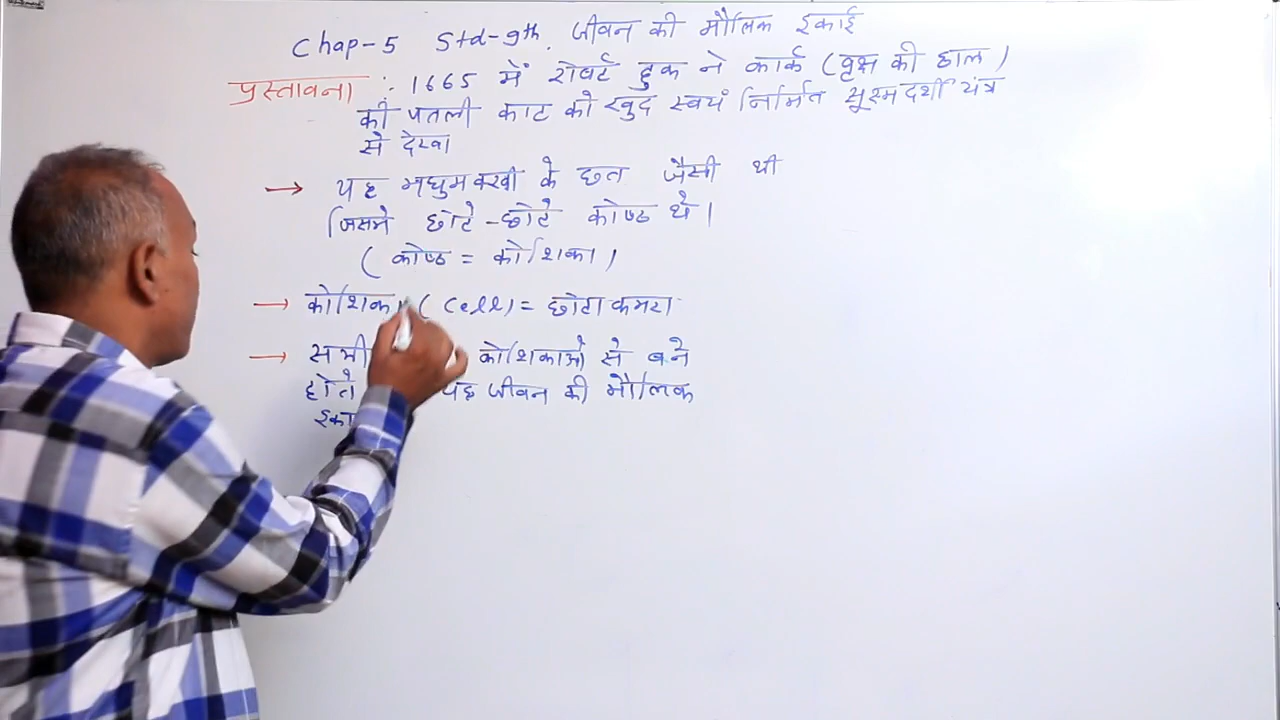 Chap-5 Std-9th. जीवन की मौलिक इकाई
प्रस्तावना : 1665 में रोबर्ट हुक ने कार्क (वृक्ष की छाल)
की पतली काट को खुद स्वयं निर्मित सूक्ष्मदर्शी यंत्र
से देखा
→ यह मधुमक्खी के छत जैसी थी
जिसमे छोटे-छोटे कोष्ठ थे।
(कोष्ठ = कोशिका)
→ कोशिका (Cell) = छोटा कमरा
→ सभी कोशिकाओ से बने
होते यह जीवन की मौलिक